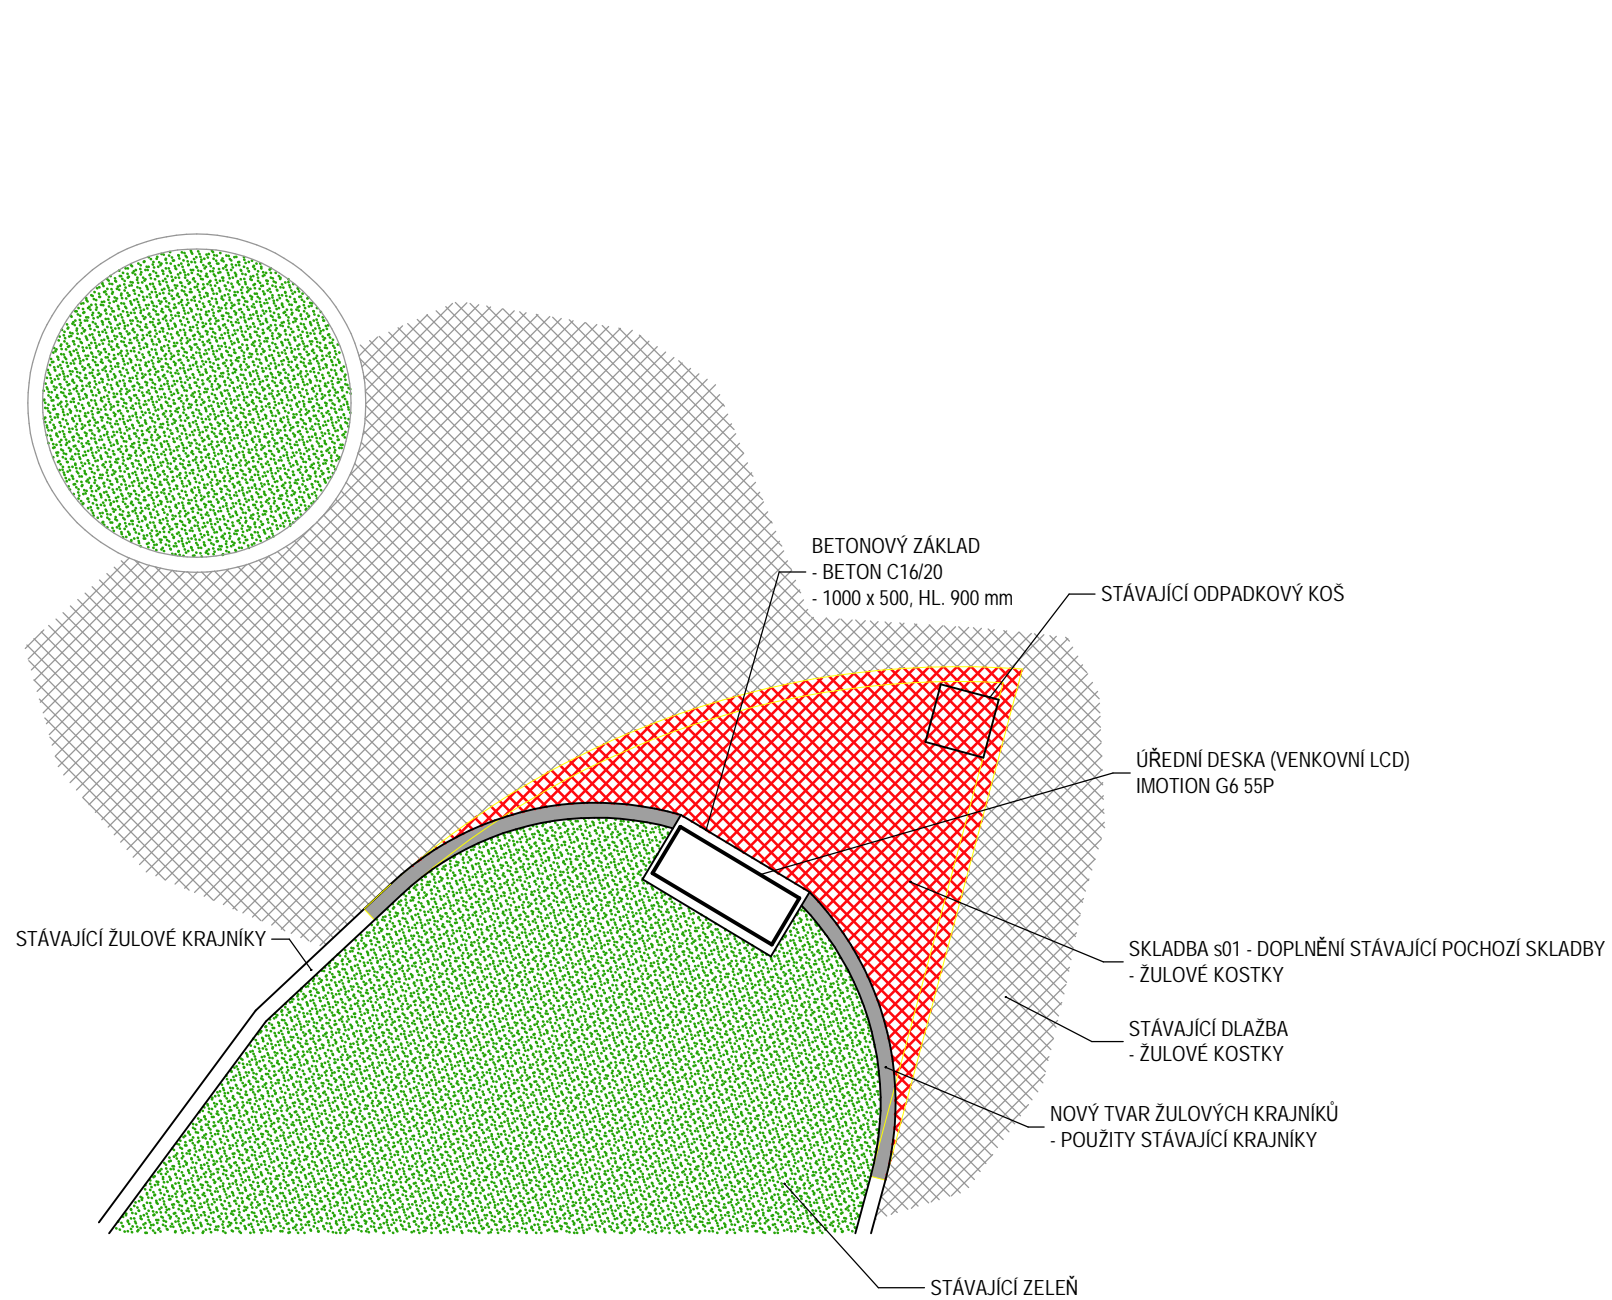 BETONOVÝ ZÁKLAD
- BETON C16/20
- 1000 x 500, HL. 900 mm
STÁVAJÍCÍ ODPADKOVÝ KOŠ
ÚŘEDNÍ DESKA (VENKOVNÍ LCD)
IMOTION G6 55P
STÁVAJÍCÍ ŽULOVÉ KRAJNÍKY
SKLADBA s01 - DOPLNĚNÍ STÁVAJÍCÍ POCHOZÍ SKLADBY
- ŽULOVÉ KOSTKY
STÁVAJÍCÍ DLAŽBA
- ŽULOVÉ KOSTKY
NOVÝ TVAR ŽULOVÝCH KRAJNÍKŮ
- POUŽITY STÁVAJÍCÍ KRAJNÍKY
STÁVAJÍCÍ ZELEŇ